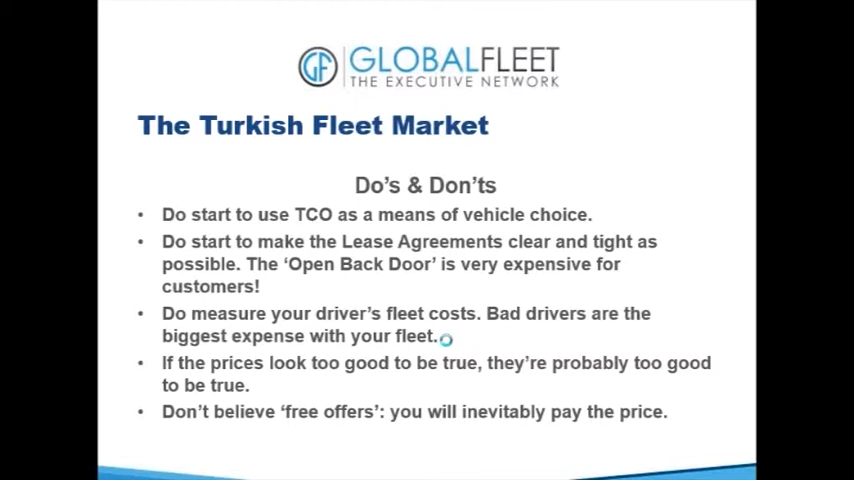 GF GLOBALFLEET
THE EXECUTIVE NETWORK
The Turkish Fleet Market
Do's & Don'ts
• Do start to use TCO as a means of vehicle choice.
• Do start to make the Lease Agreements clear and tight as
possible. The ‘Open Back Door’ is very expensive for
customers!
• Do measure your driver’s fleet costs. Bad drivers are the
biggest expense with your fleet.
• If the prices look too good to be true, they’re probably too good
to be true.
• Don’t believe ‘free offers’: you will inevitably pay the price.